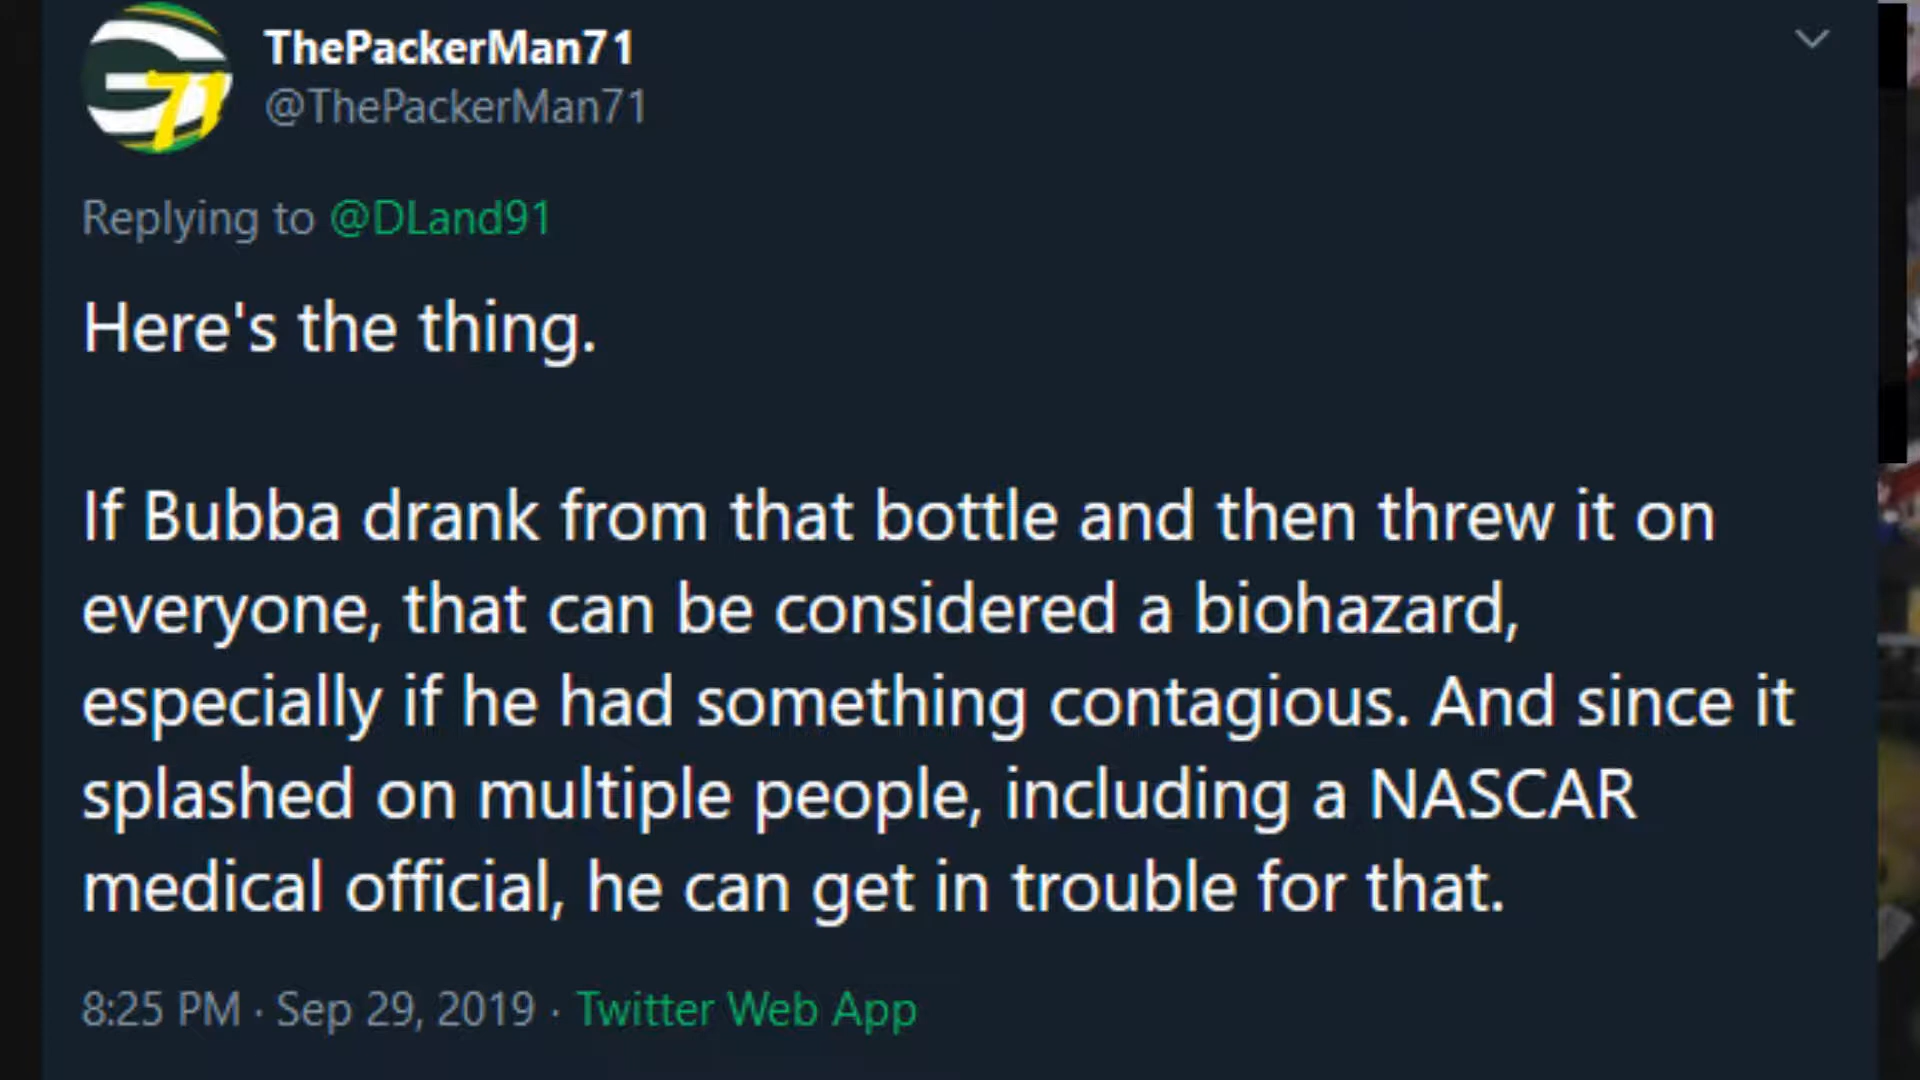 ThePackerMan71
@ThePackerMan71
71
Replying to @DLand91
Here's the thing.
If Bubba drank from that bottle and then threw it on
everyone, that can be considered a biohazard,
especially if he had something contagious. And since it
splashed on multiple people, including a NASCAR
medical official, he can get in trouble for that.
8:25 PM · Sep 29, 2019 · Twitter Web App